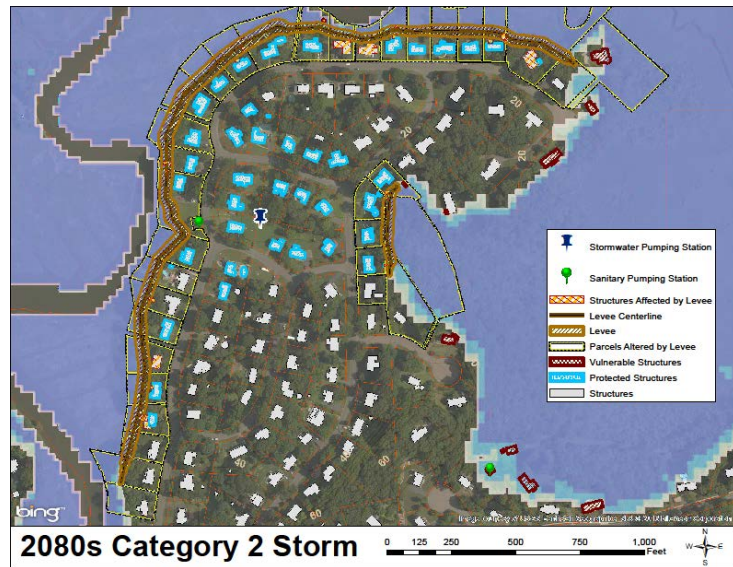 20
20
Stormwater Pumping Station
Sanitary Pumping Station
Structures Affected by Levee
Levee Centerline
Levee
Parcels Altered by Levee
Vulnerable Structures
Protected Structures
Structures
40
60
60
bing™
2080s Category 2 Storm
0 125 250 500 750 1,000
Feet
N
W E
S